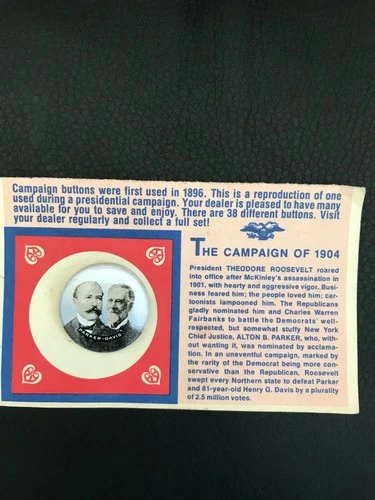 Campaign buttons were first used in 1896. This is a reproduction of one
used during a presidential campaign. Your dealer is pleased to have many
available for you to save and enjoy. There are 38 different buttons. Visit
your dealer regularly and collect a full set!
THE CAMPAIGN OF 1904
President THEODORE ROOSEVELT roared
into office after McKinley's assassination in
1901, with hearty and aggressive vigor. Busi-
ness feared him; the people loved him; car-
toonists lampooned him. The Republicans
gladly nominated him and Charles Warren
Fairbanks to battle the Democrats' well-
respected, but somewhat stuffy New York
Chief Justice, ALTON B. PARKER, who, with-
out wanting it, was nominated by acclama-
tion. In an uneventful campaign, marked by
the rarity of the Democrat being more con-
servative than the Republican, Roosevelt
swept every Northern state to defeat Parker
and 81-year-old Henry G. Davis by a plurality
of 2.5 million votes.
PARKER-DAVIS